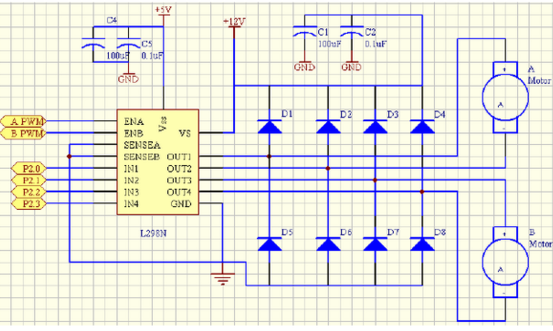 C4
+5V
+12V
C5
100uF
0.1uF
GND
C1
C2
100uF
0.1uF
GND
GND
A
Motor
A
D1
D2
D3
D4
A PWM
B PWM
P2.0
P2.1
P2.2
P2.3
ENA
Vss
ENB
VS
SENSEA
SENSEB
OUT1
IN1
OUT2
IN2
OUT3
IN3
OUT4
IN4
GND
L298N
D5
D6
D7
D8
B
Motor
A